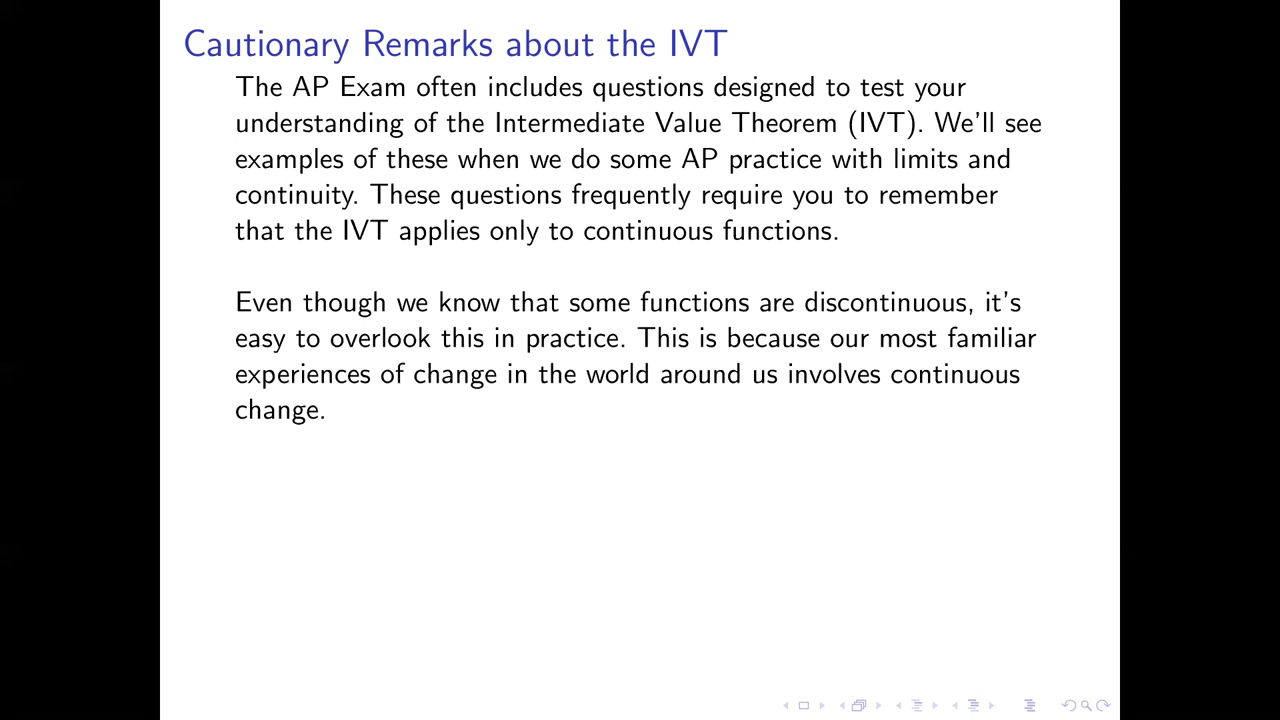 Cautionary Remarks about the IVT
The AP Exam often includes questions designed to test your
understanding of the Intermediate Value Theorem (IVT). We'll see
examples of these when we do some AP practice with limits and
continuity. These questions frequently require you to remember
that the IVT applies only to continuous functions.
Even though we know that some functions are discontinuous, it's
easy to overlook this in practice. This is because our most familiar
experiences of change in the world around us involves continuous
change.